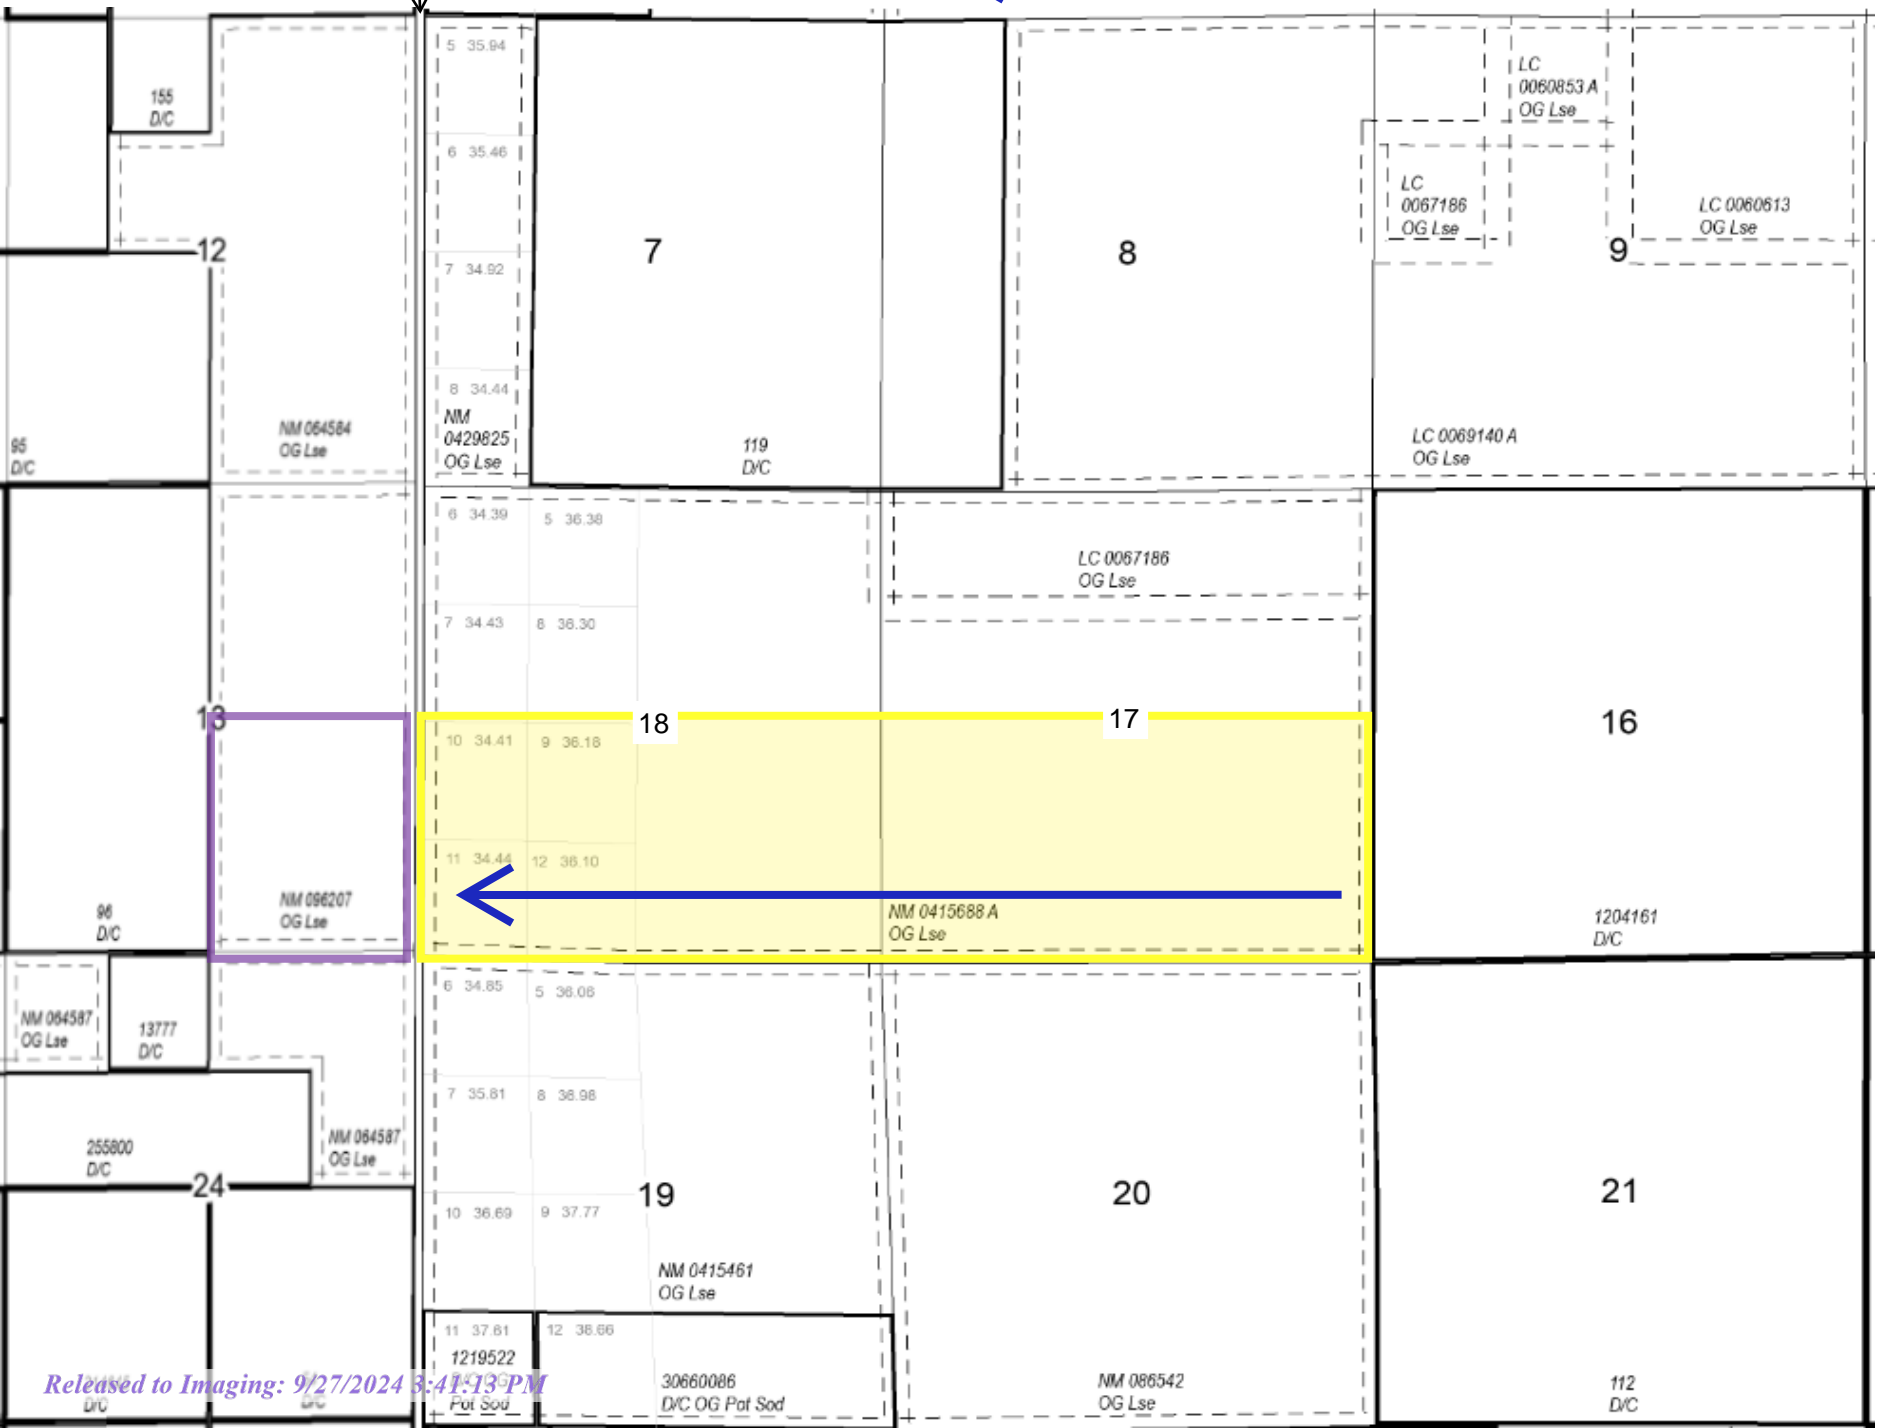 5 35.94
155
D/C
6 35.46
7 34.92
8 34.44
12
7
8
9
LC
0060853 A
OG Lse
LC
0067186
OG Lse
LC 0060613
OG Lse
NM 064584
OG Lse
NM
0429825
OG Lse
95
D/C
119
D/C
LC 0069140 A
OG Lse
6 34.39
5 36.38
LC 0067186
OG Lse
7 34.43
8 36.30
13
18
17
16
10 34.41
9 36.18
11 34.44
12 36.10
NM 096207
OG Lse
96
D/C
NM 0415688 A
OG Lse
1204161
D/C
6 34.85
5 36.08
NM 064587
OG Lse
13777
D/C
7 35.81
8 36.98
255800
D/C
NM 064587
OG Lse
24
19
20
21
10 36.69
9 37.77
NM 0415461
OG Lse
11 37.61
12 38.66
1219522
D/C OG
Pot Sod
30660086
D/C OG Pot Sod
NM 086542
OG Lse
112
D/C
Released to Imaging: 9/27/2024 3:41:13 PM
D/C
D/C